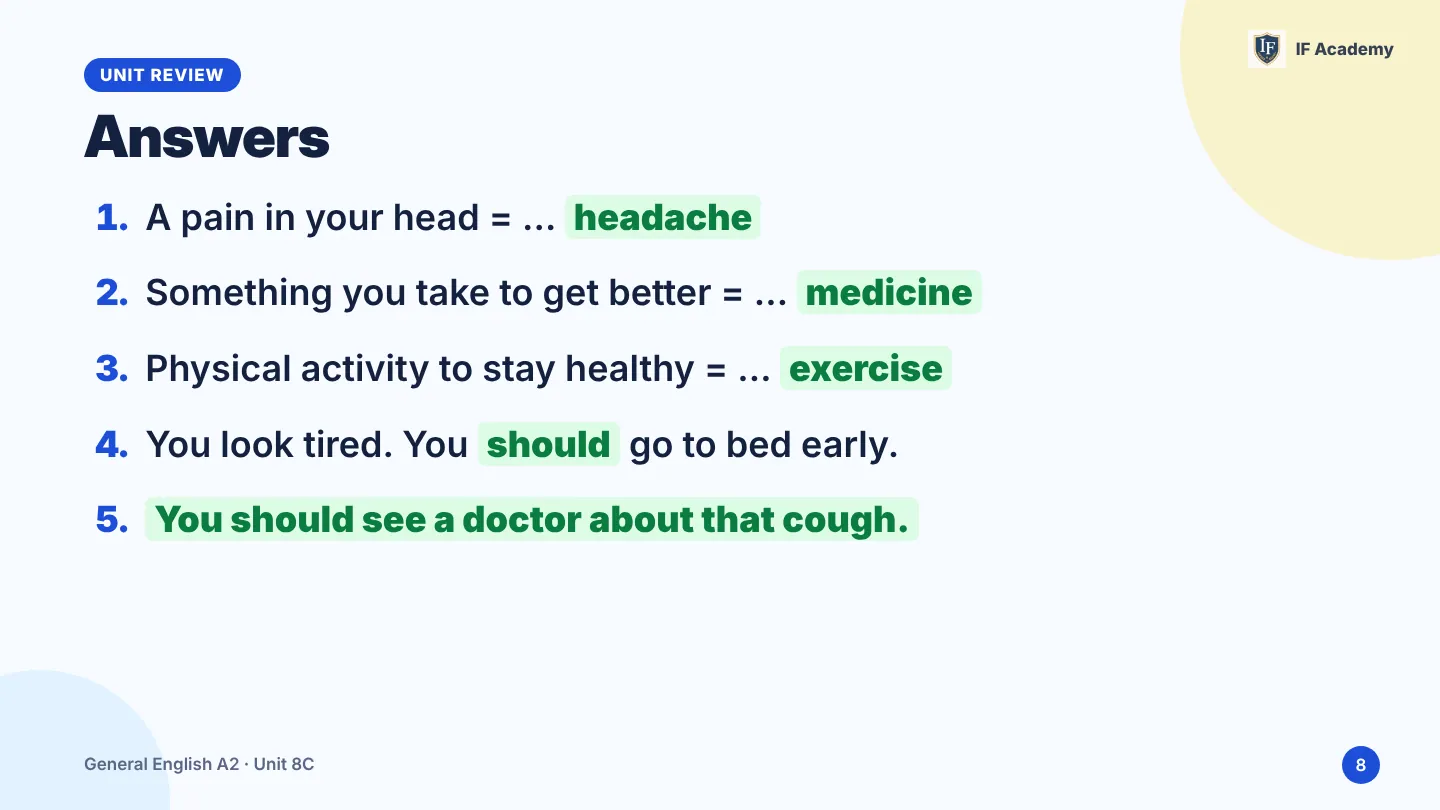 IF
IF Academy
UNIT REVIEW
Answers
1. A pain in your head = ... headache
2. Something you take to get better = ... medicine
3. Physical activity to stay healthy = ... exercise
4. You look tired. You should go to bed early.
5. You should see a doctor about that cough.
General English A2 · Unit 8C
8